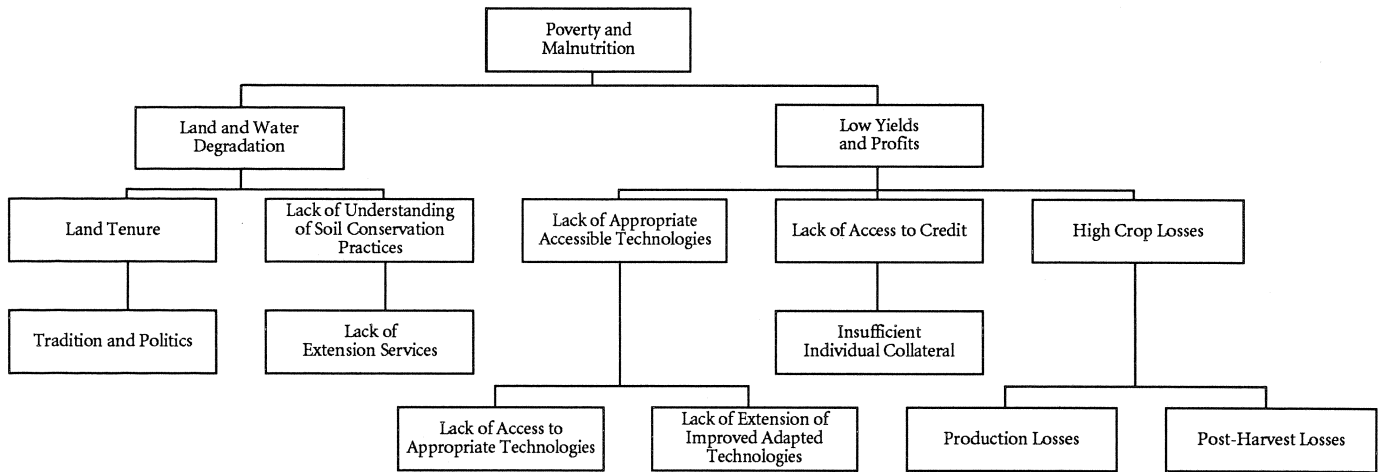 Poverty and
Malnutrition
Land and Water
Degradation
Low Yields
and Profits
Land Tenure
Lack of Understanding
of Soil Conservation
Practices
Lack of Appropriate
Accessible Technologies
Lack of Access to Credit
High Crop Losses
Tradition and Politics
Lack of
Extension Services
Insufficient
Individual Collateral
Lack of Access to
Appropriate Technologies
Lack of Extension of
Improved Adapted
Technologies
Production Losses
Post-Harvest Losses